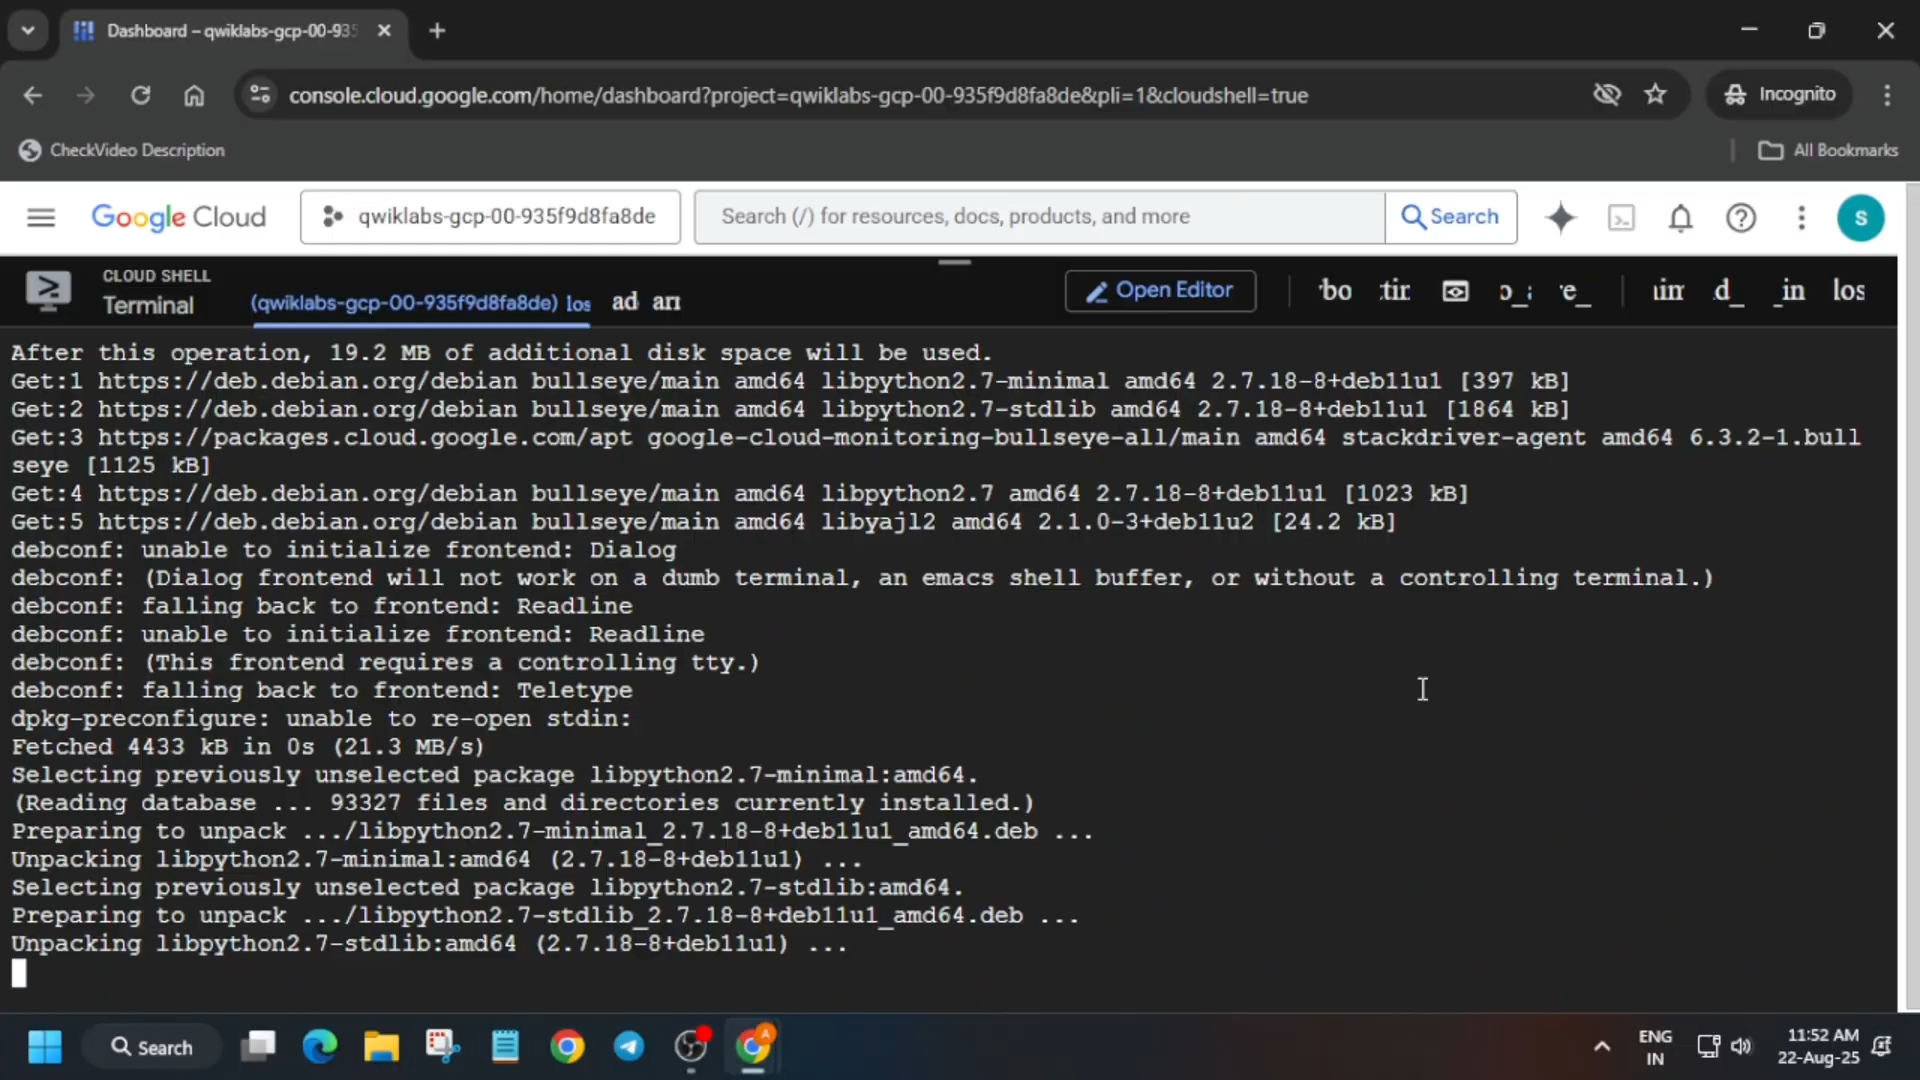 Dashboard – qwiklabs-gcp-00-935
console.cloud.google.com/home/dashboard?project=qwiklabs-gcp-00-935f9d8fa8de&pli=1&cloudshell=true
Incognito
CheckVideo Description
All Bookmarks
Google Cloud
qwiklabs-gcp-00-935f9d8fa8de
Search (/) for resources, docs, products, and more
Search
S
CLOUD SHELL
Terminal
(qwiklabs-gcp-00-935f9d8fa8de) los
ad arı
Open Editor
los
After this operation, 19.2 MB of additional disk space will be used.
Get:1 https://deb.debian.org/debian bullseye/main amd64 libpython2.7-minimal amd64 2.7.18-8+deb11u1 [397 kB]
Get:2 https://deb.debian.org/debian bullseye/main amd64 libpython2.7-stdlib amd64 2.7.18-8+deb11u1 [1864 kB]
Get:3 https://packages.cloud.google.com/apt google-cloud-monitoring-bullseye-all/main amd64 stackdriver-agent amd64 6.3.2-1.bull
seye [1125 kB]
Get:4 https://deb.debian.org/debian bullseye/main amd64 libpython2.7 amd64 2.7.18-8+deb11u1 [1023 kB]
Get:5 https://deb.debian.org/debian bullseye/main amd64 libyajl2 amd64 2.1.0-3+deb11u2 [24.2 kB]
debconf: unable to initialize frontend: Dialog
debconf: (Dialog frontend will not work on a dumb terminal, an emacs shell buffer, or without a controlling terminal.)
debconf: falling back to frontend: Readline
debconf: unable to initialize frontend: Readline
debconf: (This frontend requires a controlling tty.)
debconf: falling back to frontend: Teletype
dpkg-preconfigure: unable to re-open stdin:
Fetched 4433 kB in 0s (21.3 MB/s)
Selecting previously unselected package libpython2.7-minimal:amd64.
(Reading database ... 93327 files and directories currently installed.)
Preparing to unpack .../libpython2.7-minimal_2.7.18-8+deb11u1_amd64.deb ...
Unpacking libpython2.7-minimal:amd64 (2.7.18-8+deb11u1) ...
Selecting previously unselected package libpython2.7-stdlib:amd64.
Preparing to unpack .../libpython2.7-stdlib_2.7.18-8+deb11u1_amd64.deb ...
Unpacking libpython2.7-stdlib:amd64 (2.7.18-8+deb11u1) ...
Search
ENG
IN
11:52 AM
22-Aug-25